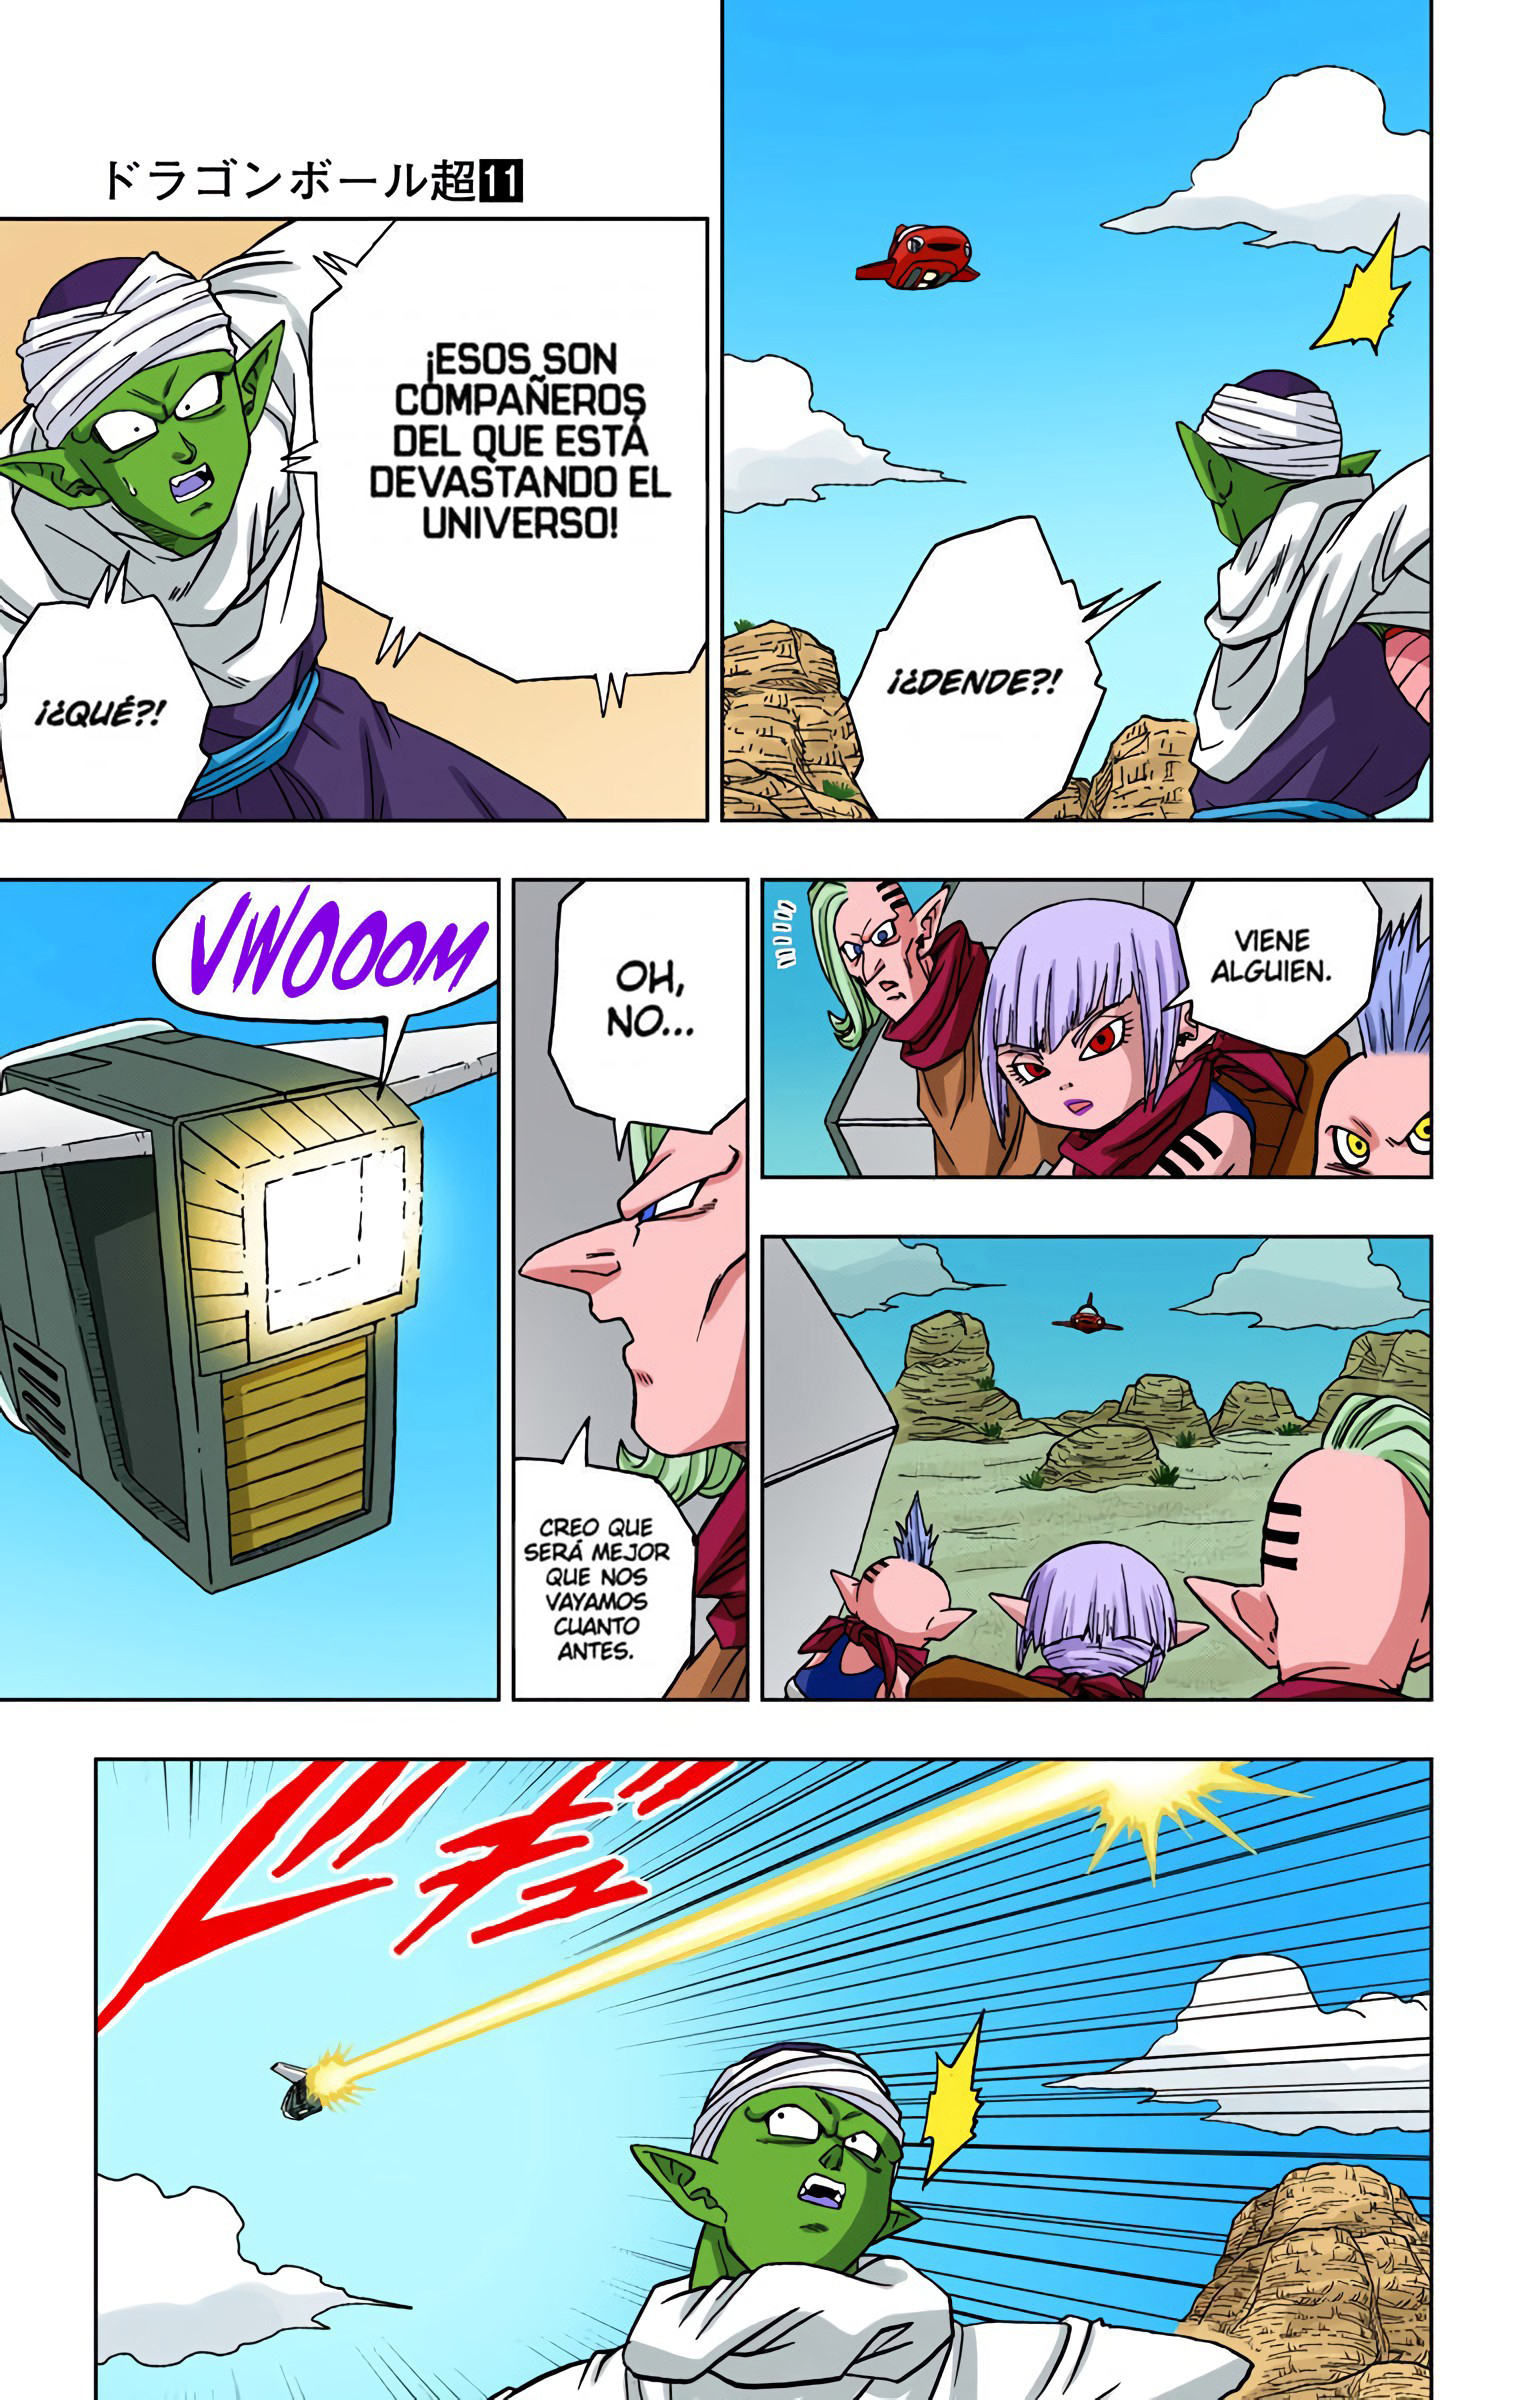 ドラゴンボール超11
¡¿DENDE?!
¡ESOS SON
COMPAÑEROS
DEL QUE ESTÁ
DEVASTANDO EL
UNIVERSO!
¡¿QUÉ?!
VIENE
ALGUIEN.
OH,
NO...
CREO QUE
SERÁ MEJOR
QUE NOS
VAYAMOS
CUANTO
ANTES.
VWOOOM
ドギュ